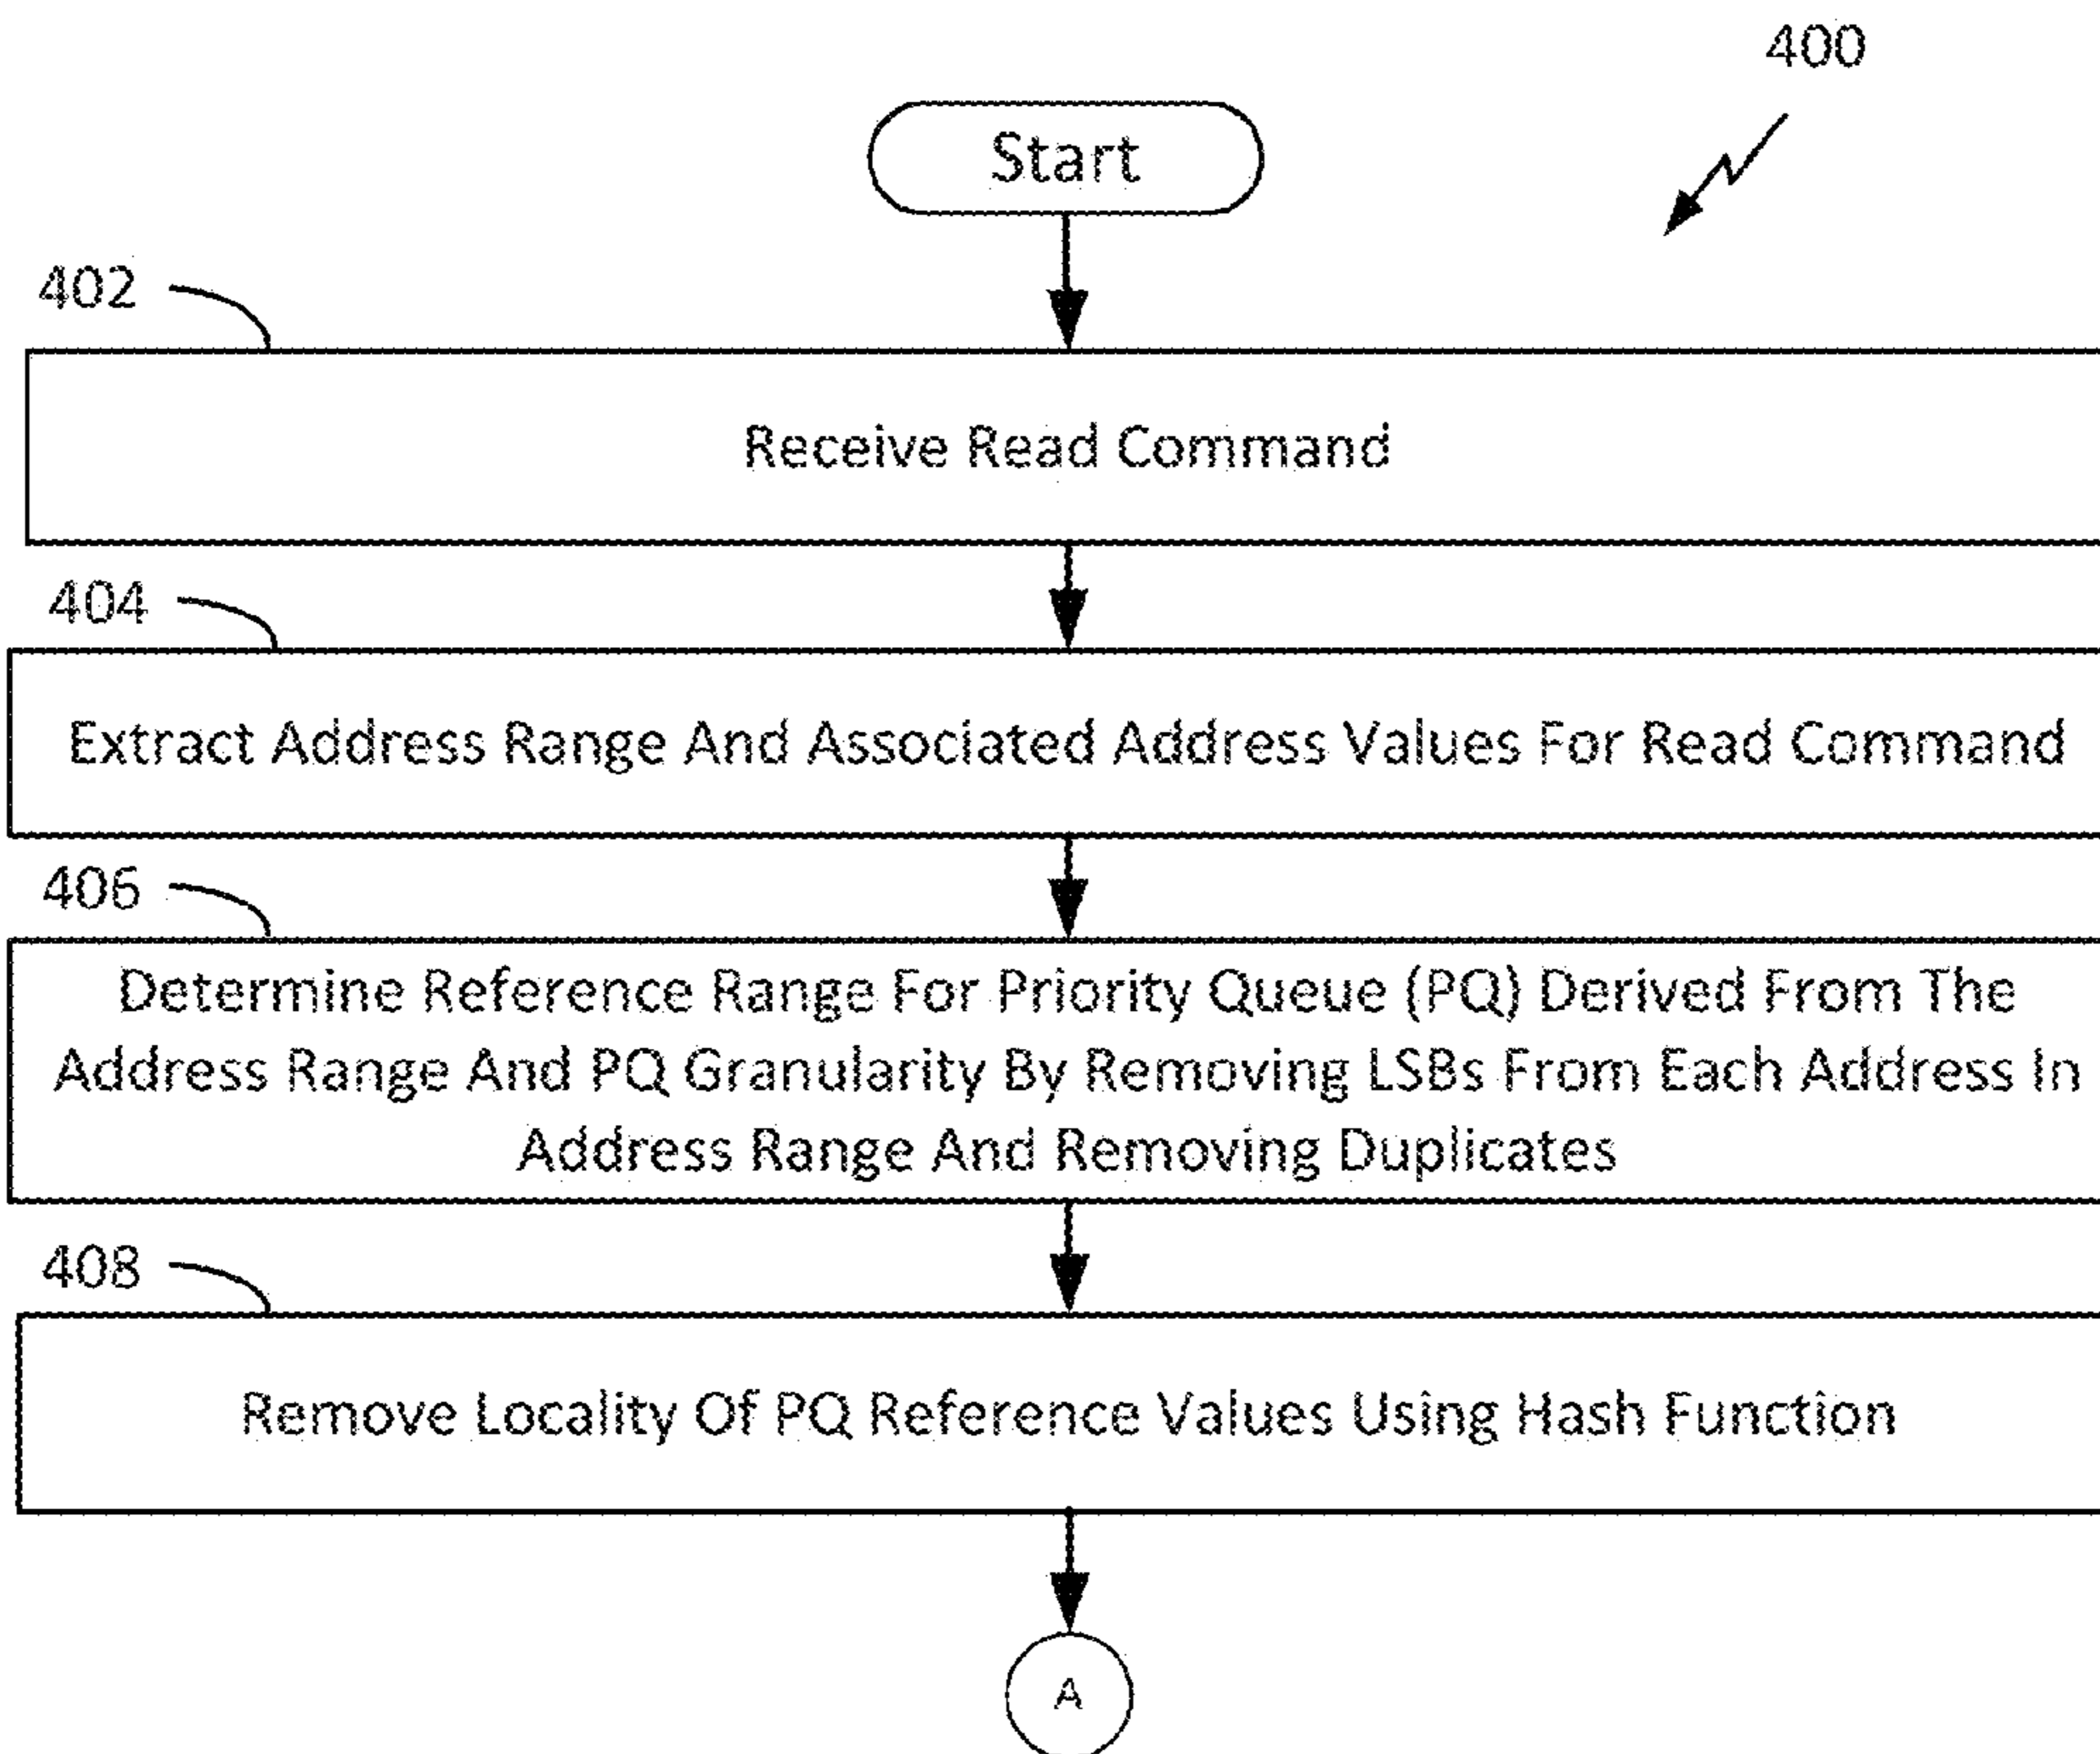 400
Start
402
Receive Read Command
404
Extract Address Range And Associated Address Values For Read Command
406
Determine Reference Range For Priority Queue (PQ) Derived From The
Address Range And PQ Granularity By Removing LSBs From Each Address In
Address Range And Removing Duplicates
408
Remove Locality Of PQ Reference Values Using Hash Function
A